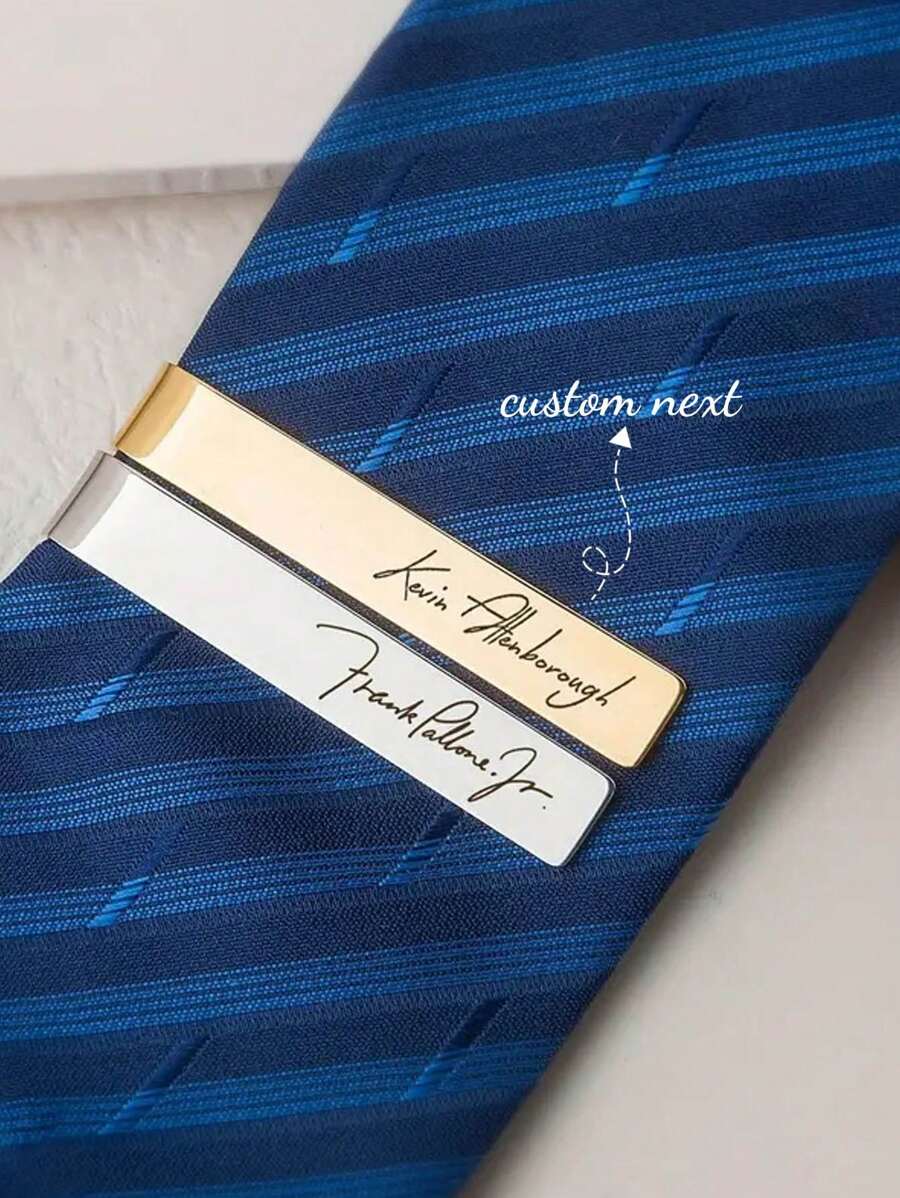 custom next
Kevin Attenborough
Frank Pallone. Jr.